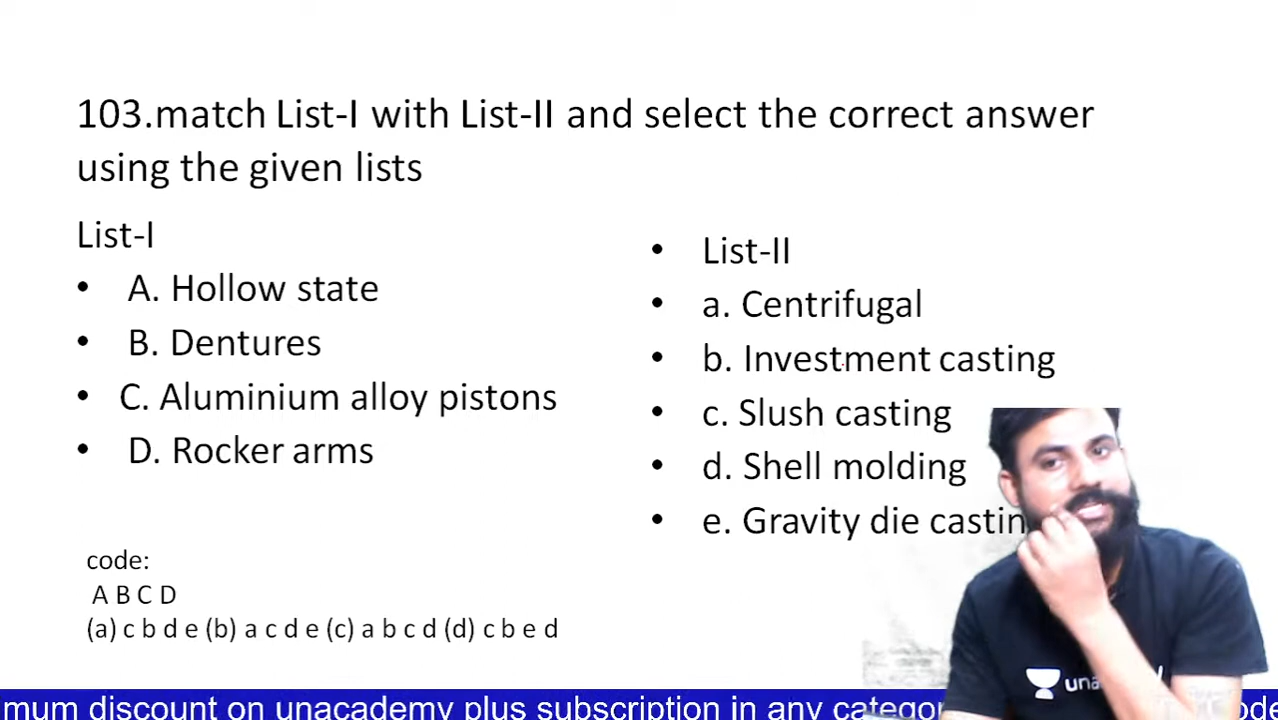 103.match List-I with List-II and select the correct answer
using the given lists
List-I
• A. Hollow state
• B. Dentures
• C. Aluminium alloy pistons
• D. Rocker arms
• List-II
• a. Centrifugal
• b. Investment casting
• c. Slush casting
• d. Shell molding
• e. Gravity die
code:
A B C D
(a) c b d e (b) a c d e (c) a b c d (d) c b e d
mum discount on unacademy plus subscription in any